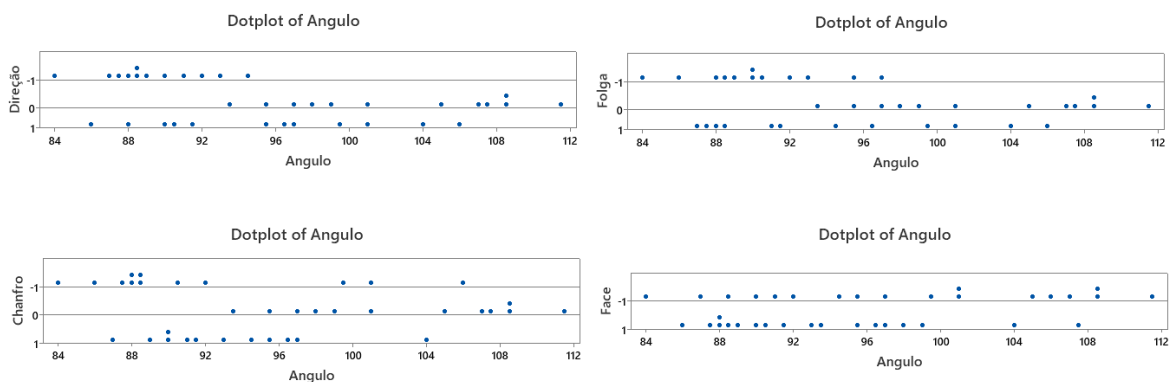 Dotplot of Angulo
Direção
-1
0
1
84 88 92 96 100 104 108 112
Angulo
Dotplot of Angulo
Folga
-1
0
1
84 88 92 96 100 104 108 112
Angulo
Dotplot of Angulo
Chanfro
-1
0
1
84 88 92 96 100 104 108 112
Angulo
Dotplot of Angulo
Face
-1
1
84 88 92 96 100 104 108 112
Angulo